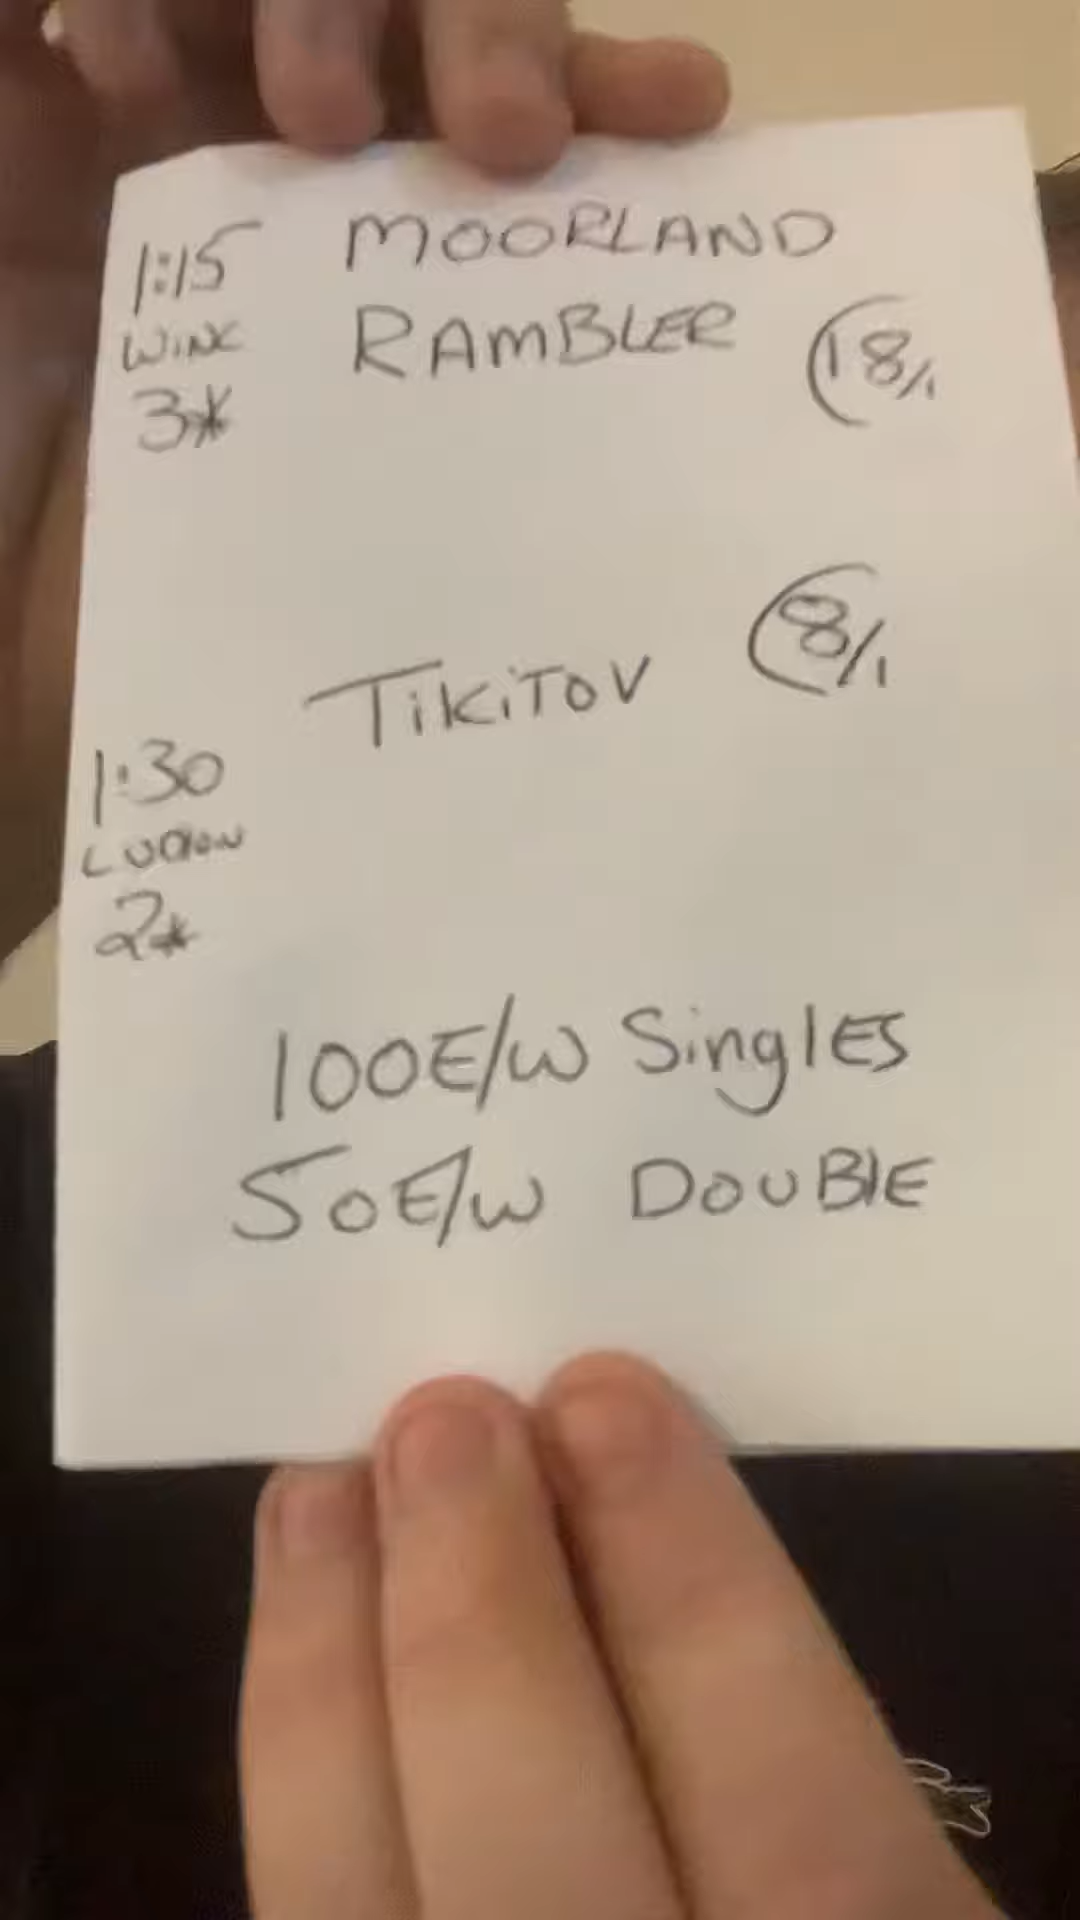 1:15 MOORLAND
WINC RAMBLER 18/1
3*
TiKiTOV 8/1
1:30
LUDLOW
2*
100E/W SinglES
50E/W DOUBlE